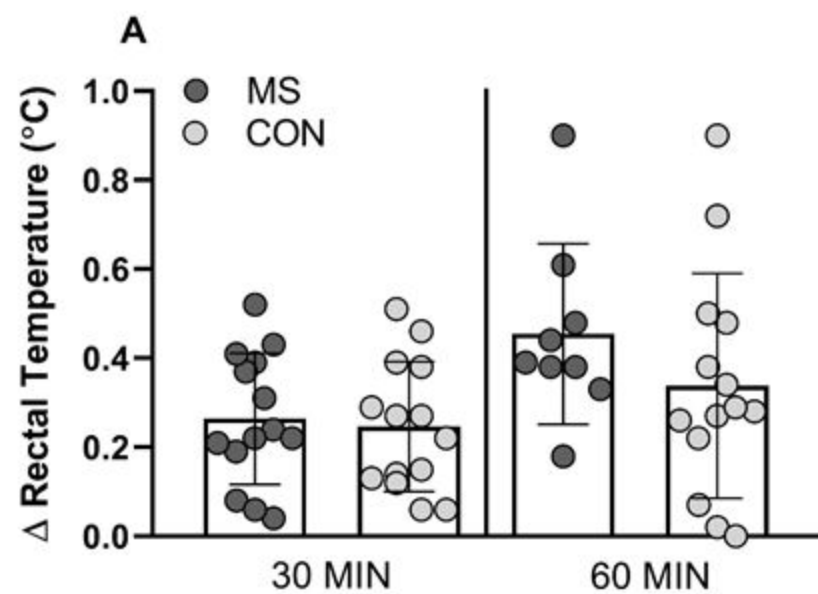 A
MS
CON
Δ Rectal Temperature (°C)
1.0
0.8
0.6
0.4
0.2
0.0
30 MIN
60 MIN